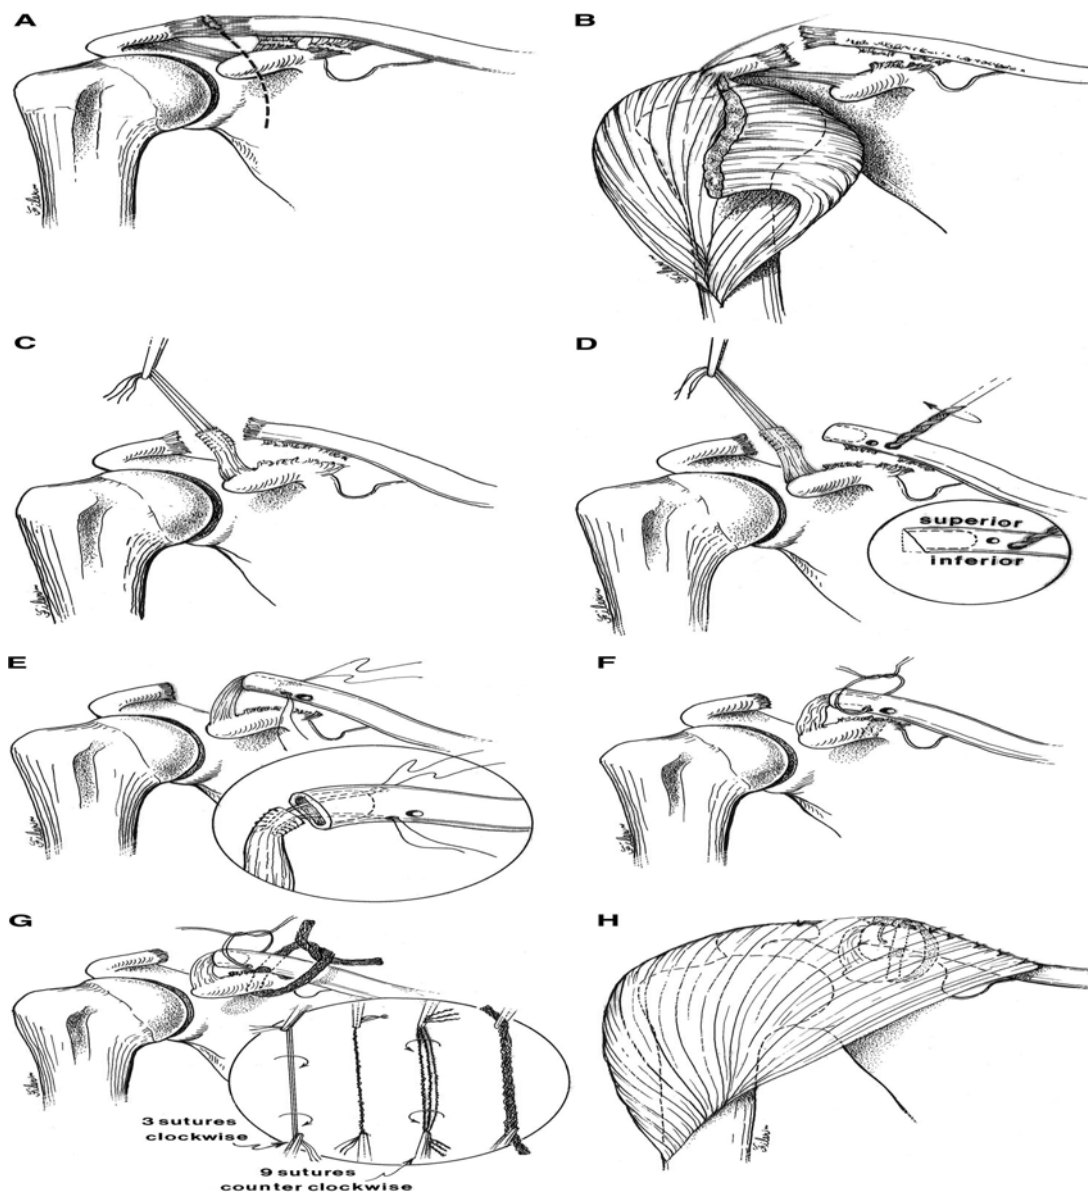 A
B
C
D
superior
inferior
E
F
G
3 sutures
clockwise
9 sutures
counter clockwise
H